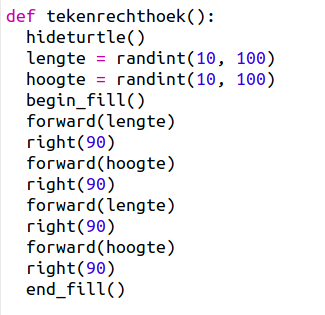 def tekenrechthoek():
  hideturtle()
  lengte = randint(10, 100)
  hoogte = randint(10, 100)
  begin_fill()
  forward(lengte)
  right(90)
  forward(hoogte)
  right(90)
  forward(lengte)
  right(90)
  forward(hoogte)
  right(90)
  end_fill()